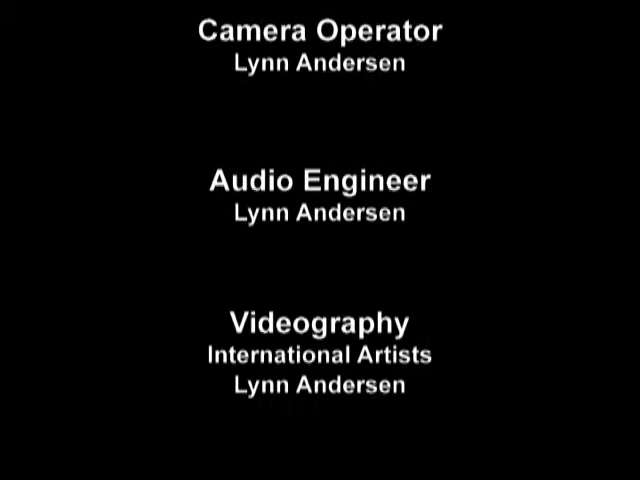 Camera Operator
Lynn Andersen
Audio Engineer
Lynn Andersen
Videography
International Artists
Lynn Andersen